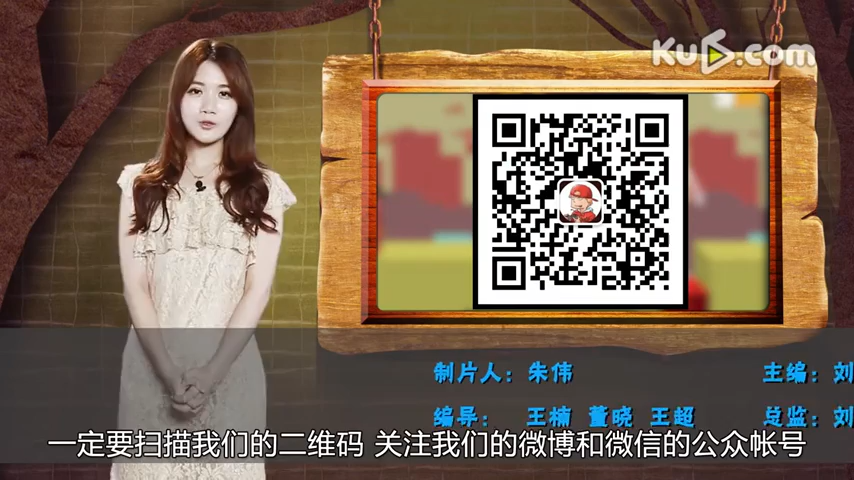 Ku6.com
制片人：朱伟
主编：刘
编导： 王楠 董晓 王超
总监：刘
一定要扫描我们的二维码 关注我们的微博和微信的公众帐号